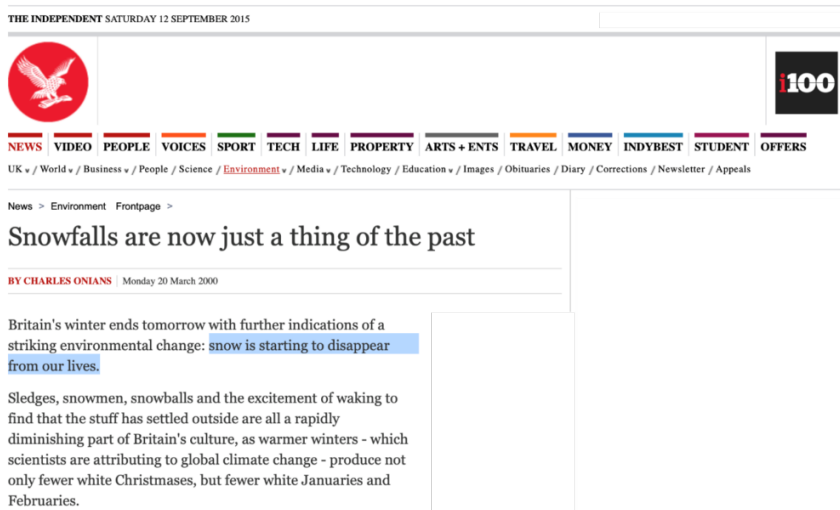 THE INDEPENDENT SATURDAY 12 SEPTEMBER 2015
i100
NEWS VIDEO PEOPLE VOICES SPORT TECH LIFE PROPERTY ARTS + ENTS TRAVEL MONEY INDYBEST STUDENT OFFERS
UK / World / Business / People / Science / Environment / Media / Technology / Education / Images / Obituaries / Diary / Corrections / Newsletter / Appeals
News > Environment Frontpage >
Snowfalls are now just a thing of the past
BY CHARLES ONIANS Monday 20 March 2000
Britain's winter ends tomorrow with further indications of a
striking environmental change: snow is starting to disappear
from our lives.
Sledges, snowmen, snowballs and the excitement of waking to
find that the stuff has settled outside are all a rapidly
diminishing part of Britain's culture, as warmer winters - which
scientists are attributing to global climate change - produce not
only fewer white Christmases, but fewer white Januaries and
Februaries.